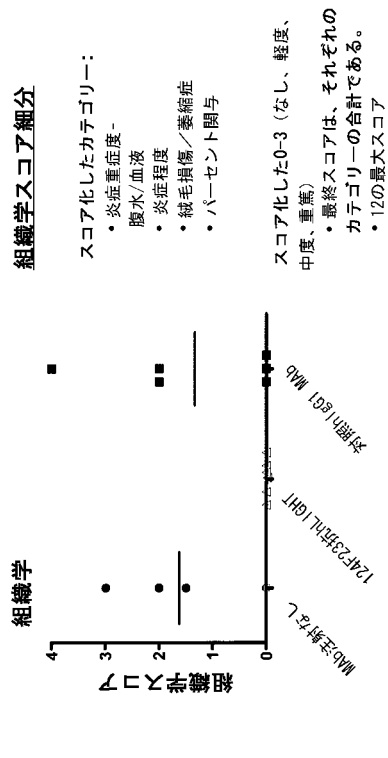 組織学
組織学スコア
4
3
2
1
0
MAb注射なし
124F23抗hLIGHT
対照hIgG1 MAb
組織学スコア細分
スコア化したカテゴリー:
• 炎症重症度-
腹水/血液
• 炎症程度
• 絨毛損傷/萎縮症
• パーセント関与
スコア化した0-3 (なし、軽度、
中度、重篤)
• 最終スコアは、それぞれの
カテゴリーの合計である。
• 12の最大スコア